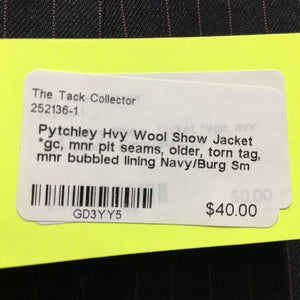 The Tack Collector
252136-1
Pytchley Hvy Wool Show Jacket
*gc, mnr pit seams, older, torn tag,
mnr bubbled lining Navy/Burg Sm
GD3YY5
$40.00